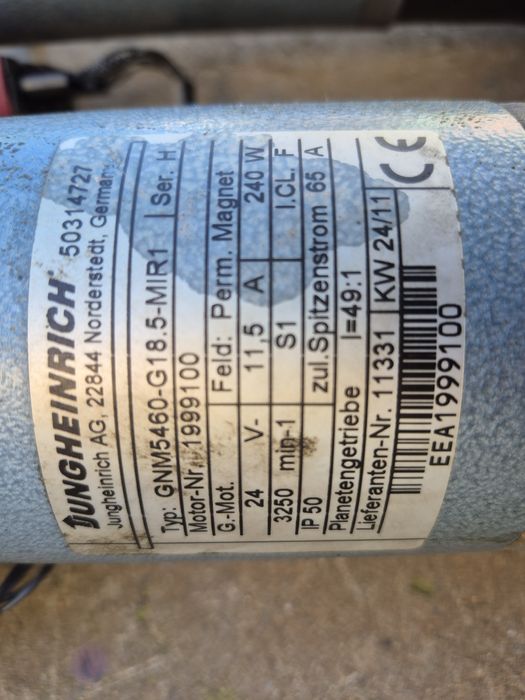 JUNGHEINRICH 50314727
Jungheinrich AG, 22844 Norderstedt, Germany
Typ: GNM5460-G18.5-MIR1 Ser. H
Motor-Nr. 1999100
G.-Mot. Feld: Perm. Magnet
24 V- 11,5 A 240 W
3250 min-1 S1 I.CL. F
IP 50 zul.Spitzenstrom 65 A
Planetengetriebe I=49:1
Lieferanten-Nr. 11331 KW 24/11
CE
EEA1999100